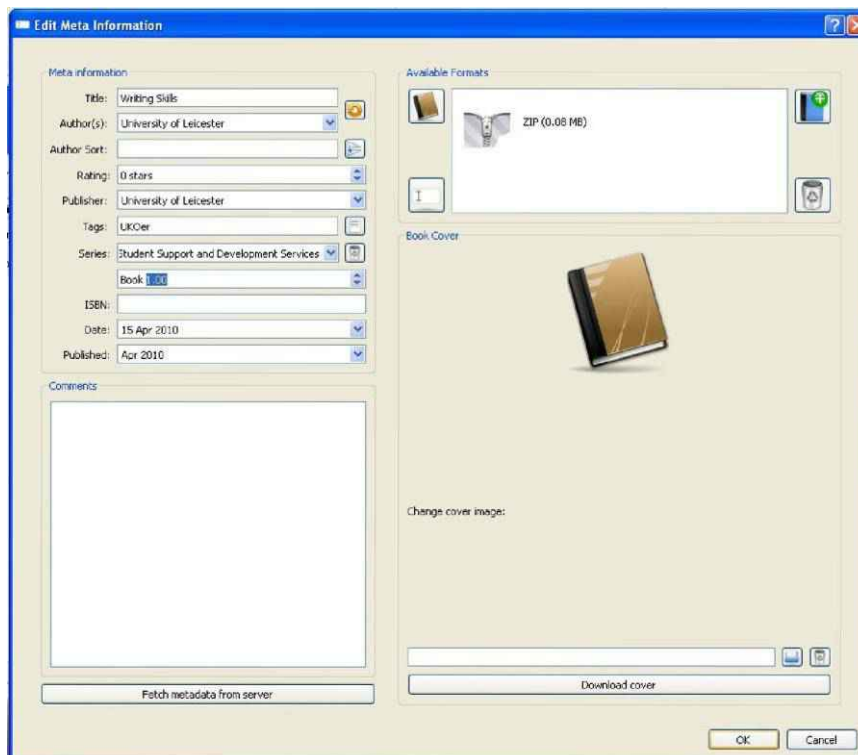 Edit Meta Information
Meta information
Title: Writing Skills
Author(s): University of Leicester
Author Sort:
Rating: 0 stars
Publisher: University of Leicester
Tags: UKOer
Series: Student Support and Development Services
Book 1.00
ISBN:
Date: 15 Apr 2010
Published: Apr 2010
Comments
Fetch metadata from server
Available Formats
ZIP (0.08 MB)
Book Cover
Change cover image:
Download cover
OK Cancel